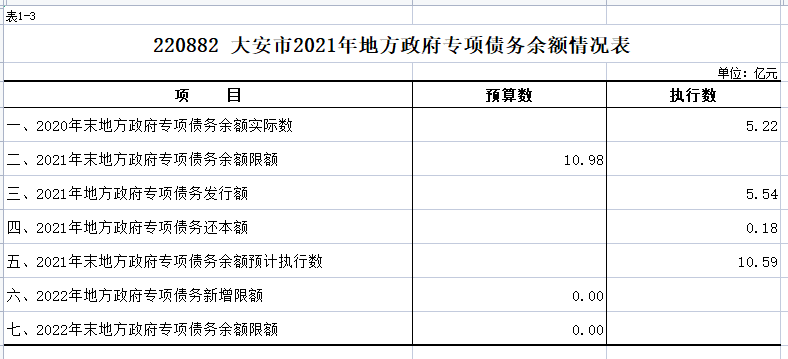 表1-3
220882 大安市2021年地方政府专项债务余额情况表
单位：亿元
项 目 预算数 执行数
一、2020年末地方政府专项债务余额实际数 5.22
二、2021年末地方政府专项债务余额限额 10.98
三、2021年地方政府专项债务发行额 5.54
四、2021年地方政府专项债务还本额 0.18
五、2021年末地方政府专项债务余额预计执行数 10.59
六、2022年地方政府专项债务新增限额 0.00
七、2022年末地方政府专项债务余额限额 0.00